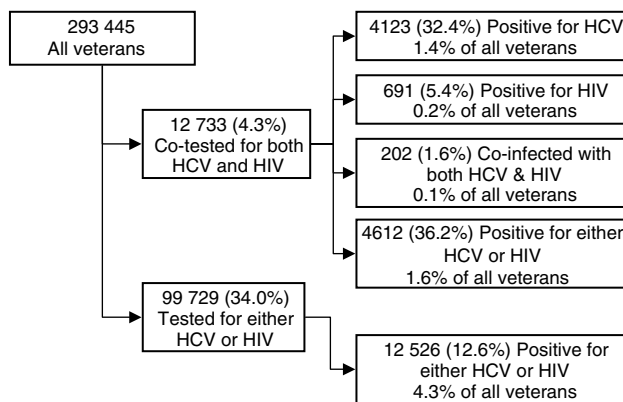 293 445
All veterans
12 733 (4.3%)
Co-tested for both
HCV and HIV
99 729 (34.0%)
Tested for either
HCV or HIV
4123 (32.4%) Positive for HCV
1.4% of all veterans
691 (5.4%) Positive for HIV
0.2% of all veterans
202 (1.6%) Co-infected with
both HCV & HIV
0.1% of all veterans
4612 (36.2%) Positive for either
HCV or HIV
1.6% of all veterans
12 526 (12.6%) Positive for
either HCV or HIV
4.3% of all veterans